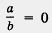 a/b = 0